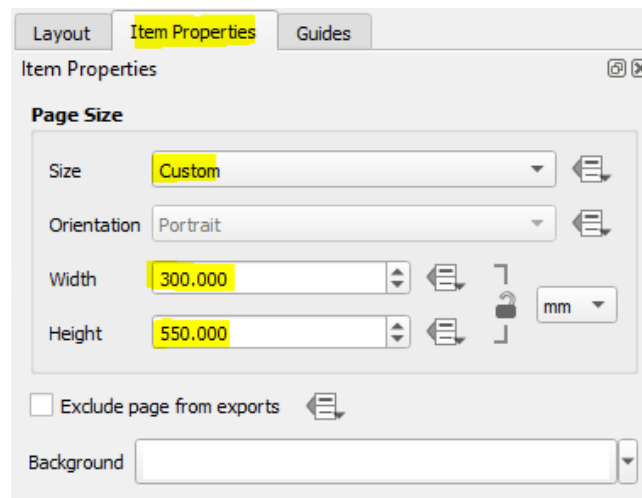 Layout Item Properties Guides
Item Properties
Page Size
Size Custom
Orientation Portrait
Width 300.000
mm
Height 550.000
Exclude page from exports
Background